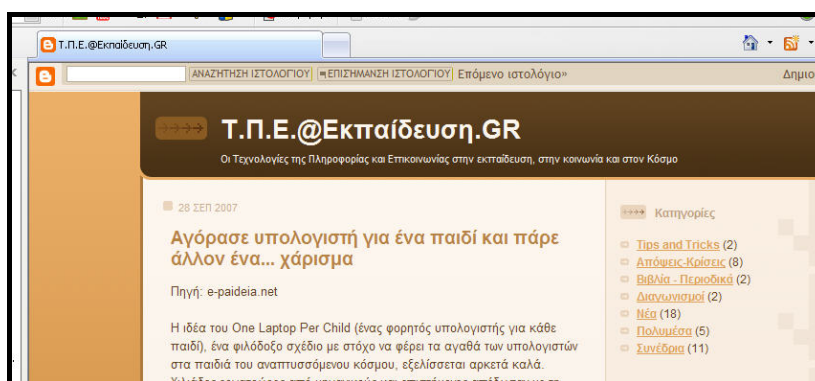 Τ.Π.Ε.@Εκπαίδευση.GR
ΑΝΑΖΗΤΗΣΗ ΙΣΤΟΛΟΓΙΟΥ ΕΠΙΣΗΜΑΝΣΗ ΙΣΤΟΛΟΓΙΟΥ Επόμενο ιστολόγιο»
Τ.Π.Ε.@Εκπαίδευση.GR
Οι Τεχνολογίες της Πληροφορίας και Επικοινωνίας στην εκπαίδευση, στην κοινωνία και στον Κόσμο
28 ΣΕΠ 2007
Αγόρασε υπολογιστή για ένα παιδί και πάρε
άλλον ένα... χάρισμα
Πηγή: e-paideia.net
Η ιδέα του One Laptop Per Child (ένας φορητός υπολογιστής για κάθε
παιδί), ένα φιλόδοξο σχέδιο με στόχο να φέρει τα αγαθά των υπολογιστών
στα παιδιά του αναπτυσσόμενου κόσμου, εξελίσσεται αρκετά καλά.
Κατηγορίες
Tips and Tricks (2)
Απόψεις-Κρίσεις (8)
Βιβλία - Περιοδικά (2)
Διαγωνισμοί (2)
Νέα (18)
Πολυμέσα (5)
Συνέδρια (11)